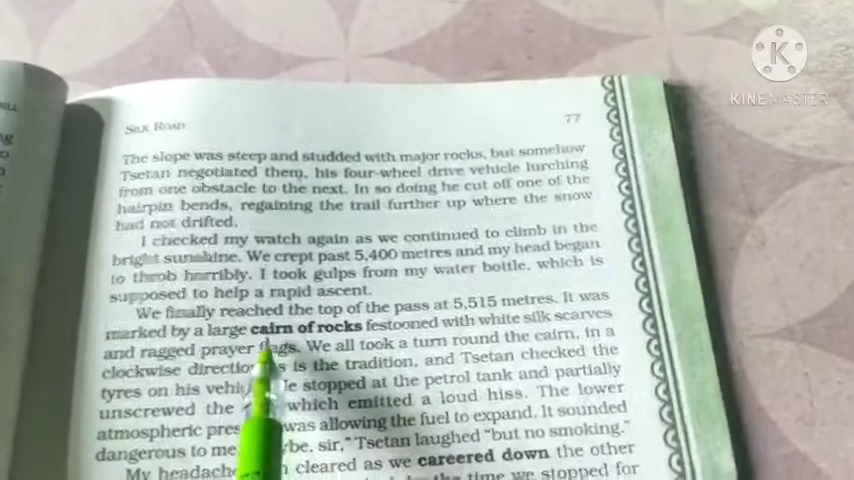 K
KINEMASTER
SILK ROAD
77
The slope was steep and studded with major rocks, but somehow
Tsetan negotiated them, his four-wheel drive vehicle lurching
from one obstacle to the next. In so doing he cut off one of the
hairpin bends, regaining the trail further up where the snow
had not drifted.
I checked my watch again as we continued to climb in the
bright sunshine. We crept past 5,400 metres and my head began
to throb horribly. I took gulps from my water bottle, which is
supposed to help a rapid ascent.
We finally reached the top of the pass at 5,515 metres. It was
marked by a large cairn of rocks festooned with white silk scarves
and ragged prayer flags. We all took a turn round the cairn, in a
clockwise is the tradition, and Tsetan checked the
tyres on his stopped at the petrol tank and partially
unscrewed the which emitted a loud hiss. The lower
atmospheric was allowing the fuel to expand. It sounded
dangerous to me sir,” Tsetan laughed “but no smoking.”
My cleared as we careered down the other
the time we stopped for